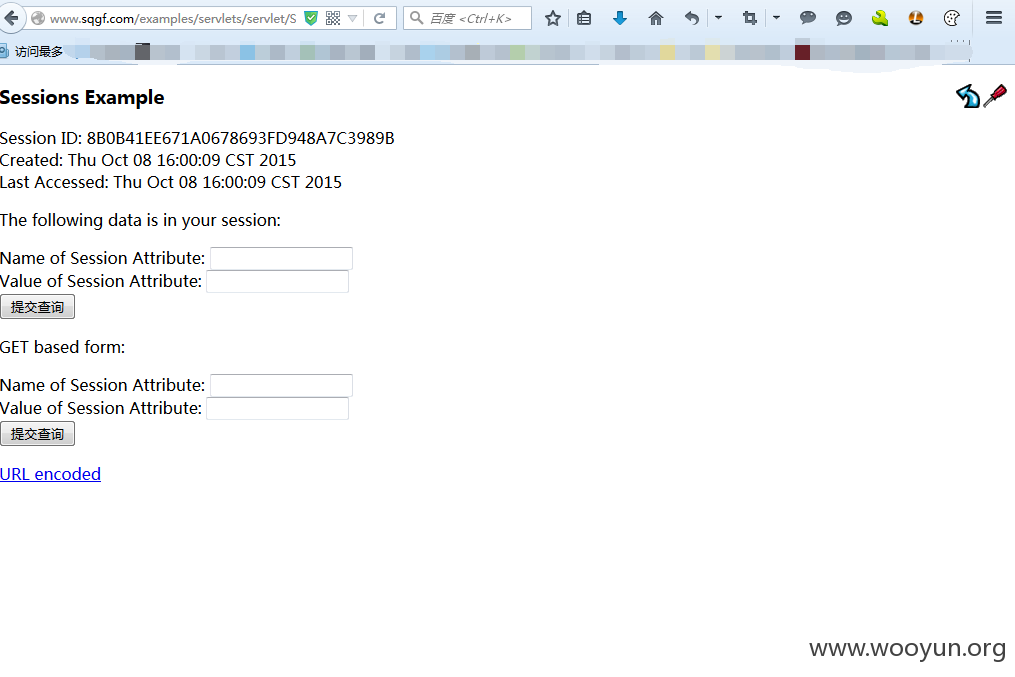 www.sqgf.com/examples/servlets/servlet/S
百度 <Ctrl+K>
访问最多
Sessions Example
Session ID: 8B0B41EE671A0678693FD948A7C3989B
Created: Thu Oct 08 16:00:09 CST 2015
Last Accessed: Thu Oct 08 16:00:09 CST 2015
The following data is in your session:
Name of Session Attribute:
Value of Session Attribute:
提交查询
GET based form:
Name of Session Attribute:
Value of Session Attribute:
提交查询
URL encoded
www.wooyun.org